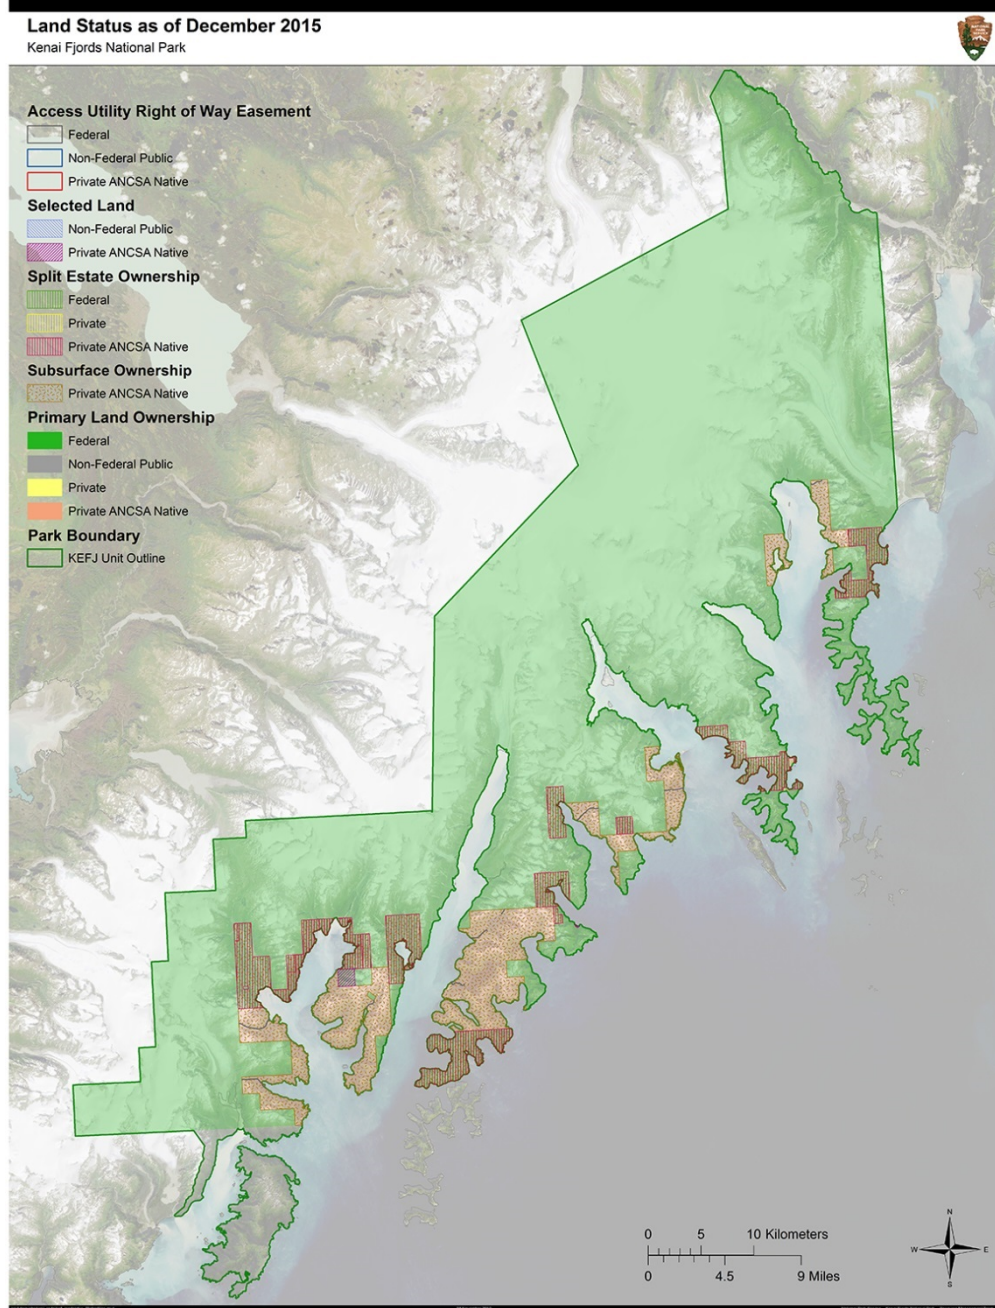 Land Status as of December 2015
Kenai Fjords National Park
Access Utility Right of Way Easement
Federal
Non-Federal Public
Private ANCSA Native
Selected Land
Non-Federal Public
Private ANCSA Native
Split Estate Ownership
Federal
Private
Private ANCSA Native
Subsurface Ownership
Private ANCSA Native
Primary Land Ownership
Federal
Non-Federal Public
Private
Private ANCSA Native
Park Boundary
KEFJ Unit Outline
0 5 10 Kilometers
0 4.5 9 Miles
N
W E
S